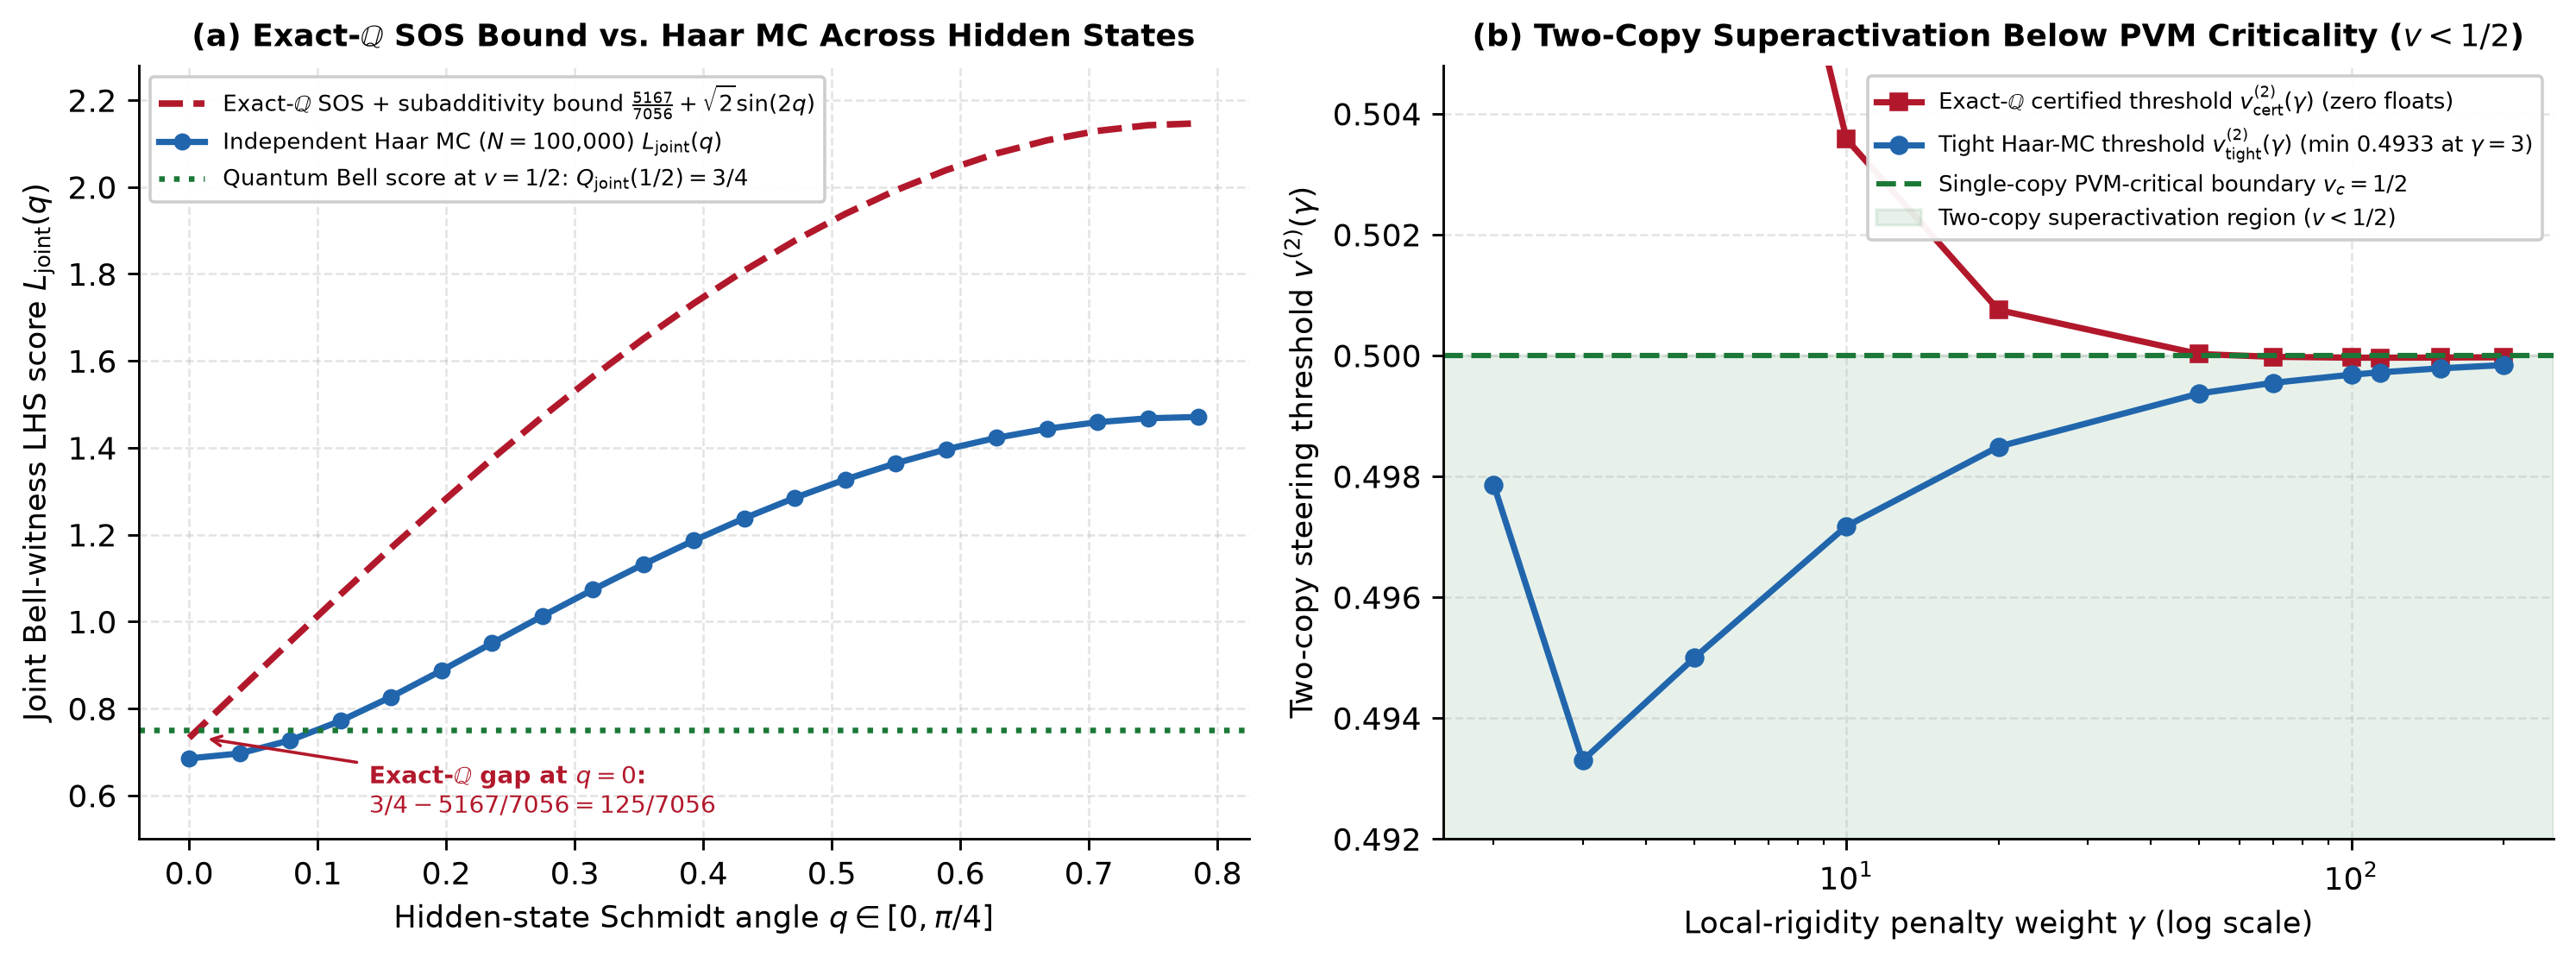 (a) Exact-ℚ SOS Bound vs. Haar MC Across Hidden States
Exact-ℚ SOS + subadditivity bound 5167/7056 + √2 sin(2q)
Independent Haar MC (N = 100,000) L_joint(q)
Quantum Bell score at v = 1/2: Q_joint(1/2) = 3/4
Joint Bell-witness LHS score L_joint(q)
2.2
2.0
1.8
1.6
1.4
1.2
1.0
0.8
0.6
Exact-ℚ gap at q = 0:
3/4 − 5167/7056 = 125/7056
0.0 0.1 0.2 0.3 0.4 0.5 0.6 0.7 0.8
Hidden-state Schmidt angle q ∈ [0, π/4]
(b) Two-Copy Superactivation Below PVM Criticality (v < 1/2)
Exact-ℚ certified threshold v_cert^(2)(γ) (zero floats)
Tight Haar-MC threshold v_tight^(2)(γ) (min 0.4933 at γ = 3)
Single-copy PVM-critical boundary v_c = 1/2
Two-copy superactivation region (v < 1/2)
Two-copy steering threshold v^(2)(γ)
0.504
0.502
0.500
0.498
0.496
0.494
0.492
10^1 10^2
Local-rigidity penalty weight γ (log scale)